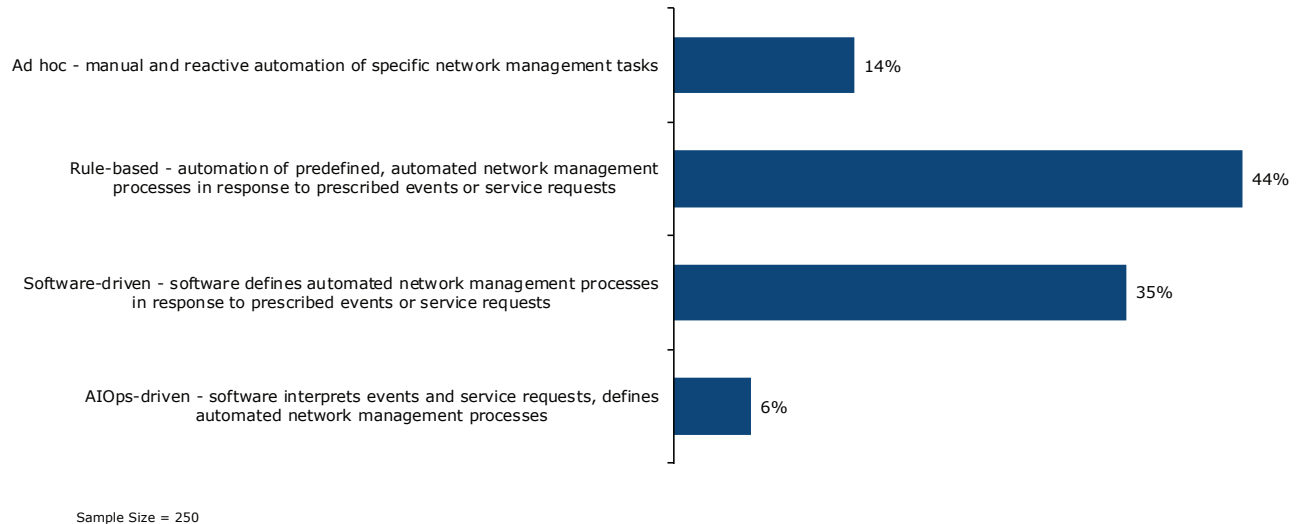 Ad hoc - manual and reactive automation of specific network management tasks
14%
Rule-based - automation of predefined, automated network management
processes in response to prescribed events or service requests
44%
Software-driven - software defines automated network management processes
in response to prescribed events or service requests
35%
AIOps-driven - software interprets events and service requests, defines
automated network management processes
6%
Sample Size = 250